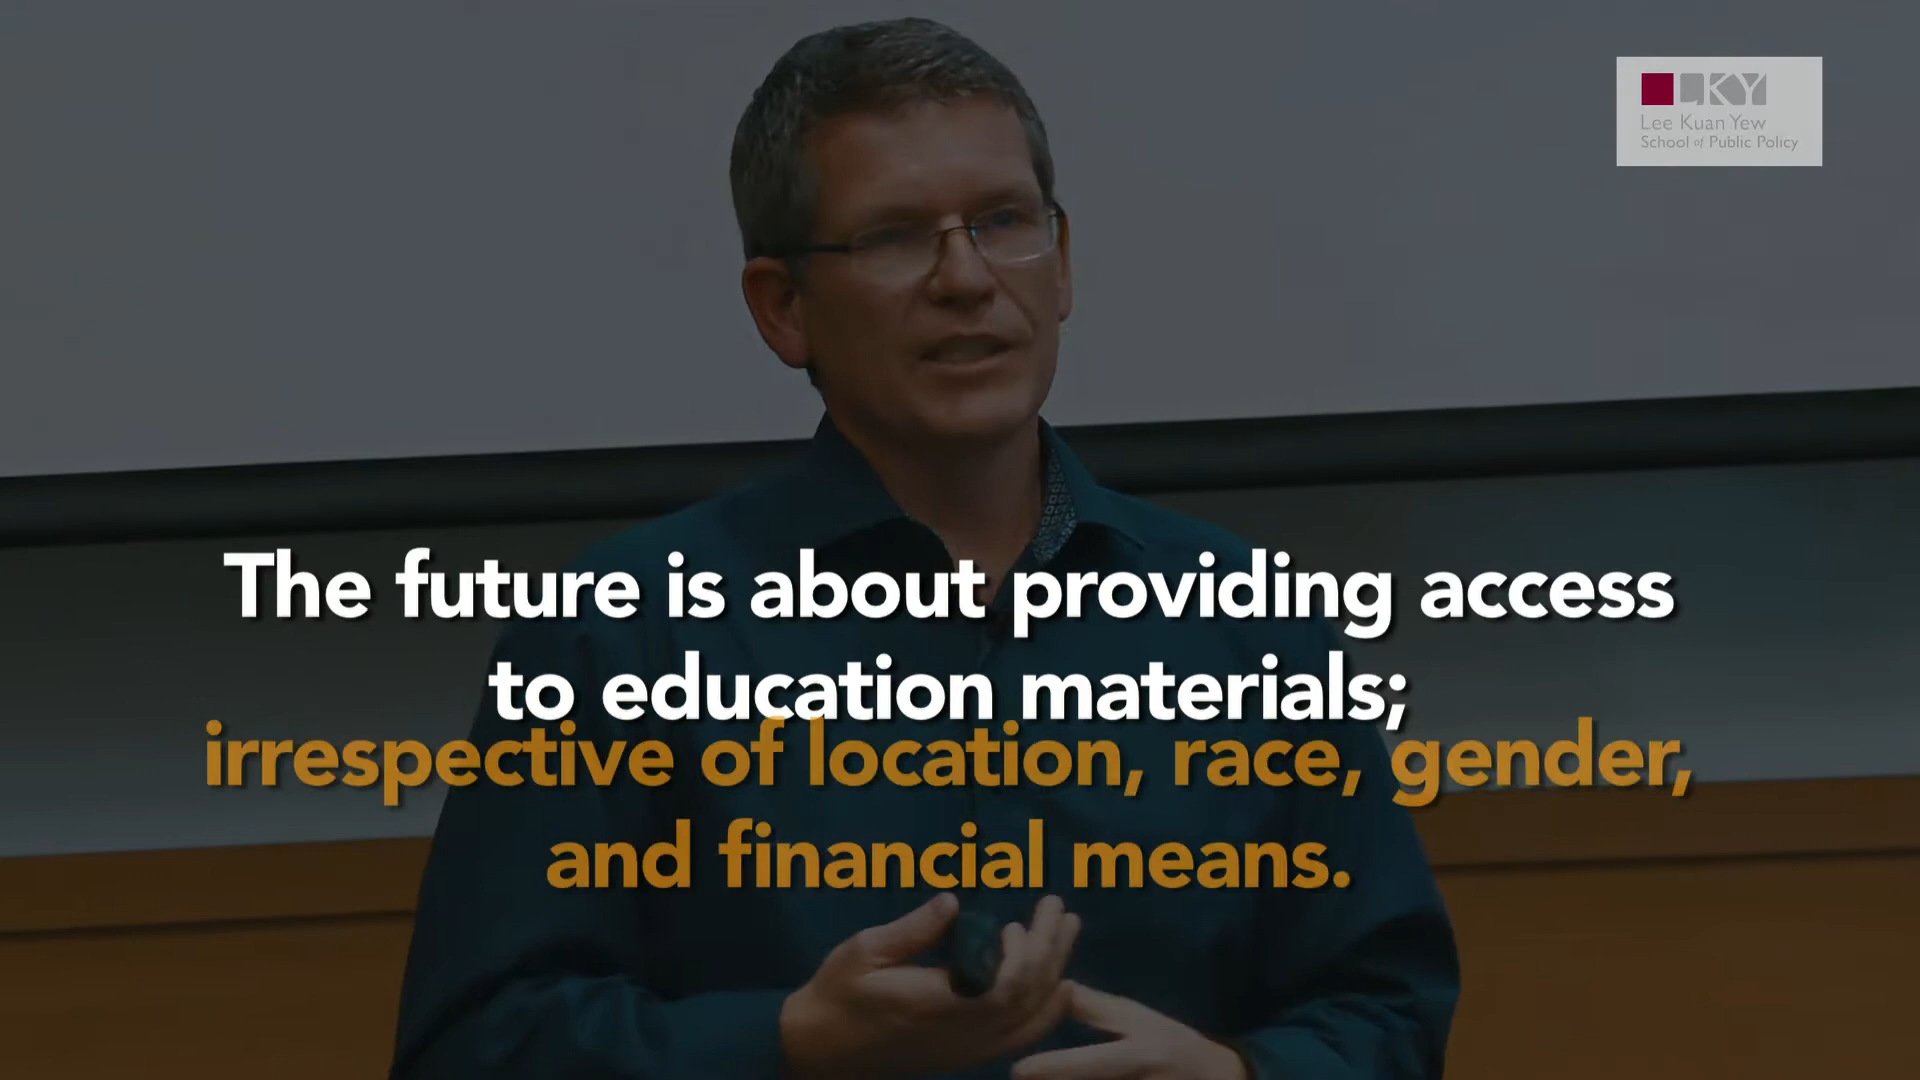 LKY
Lee Kuan Yew
School of Public Policy
The future is about providing access
to education materials;
irrespective of location, race, gender,
and financial means.